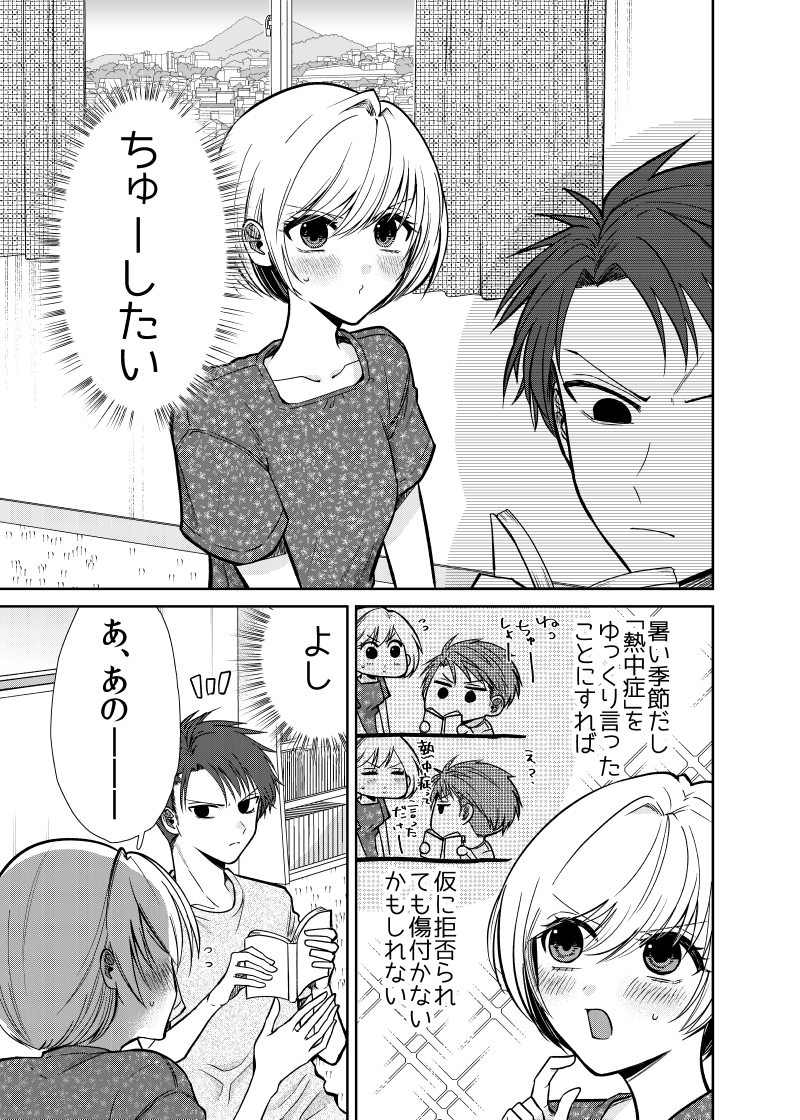 ちゅーしたい
暑い季節だし
「熱中症」を
ゆっくり言った
ことにすれば
ねっ
ちゅー
しょー
え?
熱中症って
言った
だけー
仮に拒否られ
ても傷付かない
かもしれない
よし
あ、あのーーー